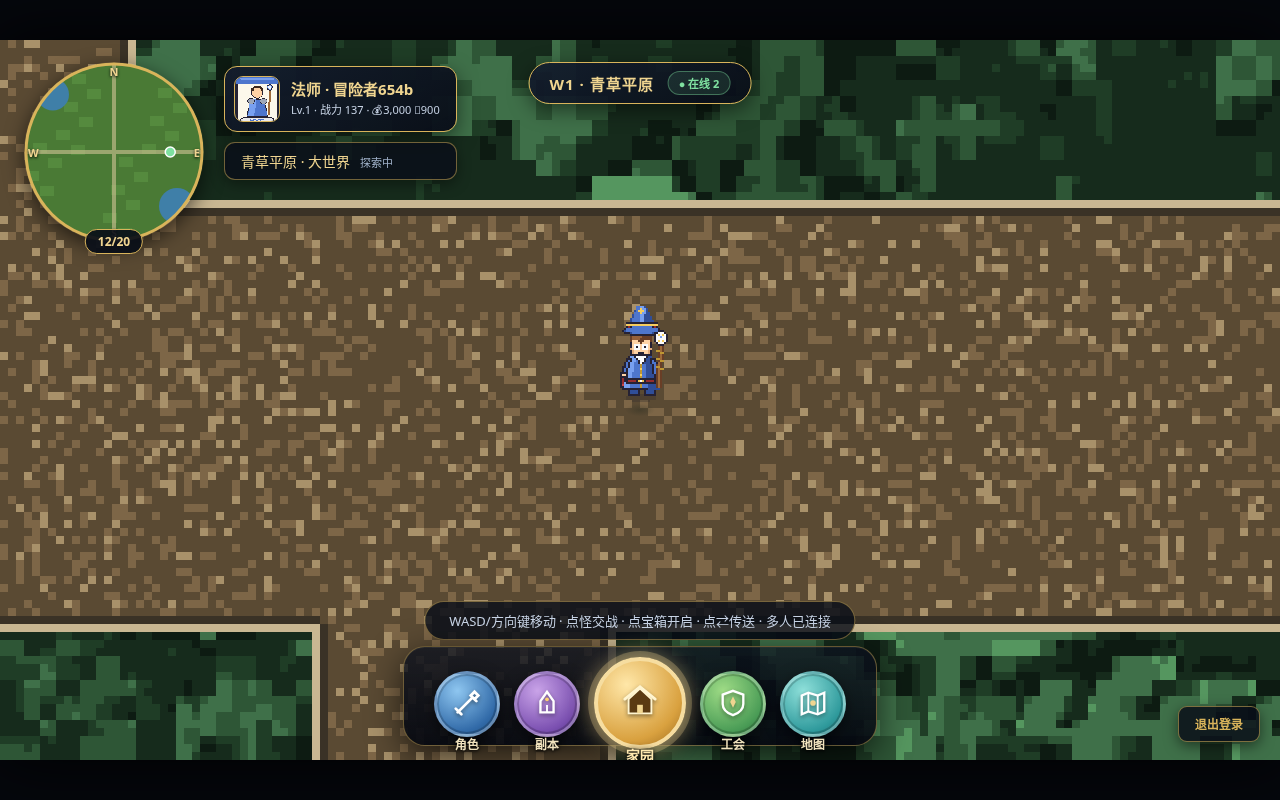 N
W
E
12/20
法师 · 冒险者654b
Lv.1 · 战力 137 · 💰3,000 ▯900
青草平原 · 大世界 探索中
W1 · 青草平原 ● 在线 2
WASD/方向键移动 · 点怪交战 · 点宝箱开启 · 点⇄传送 · 多人已连接
角色
副本
家园
工会
地图
退出登录